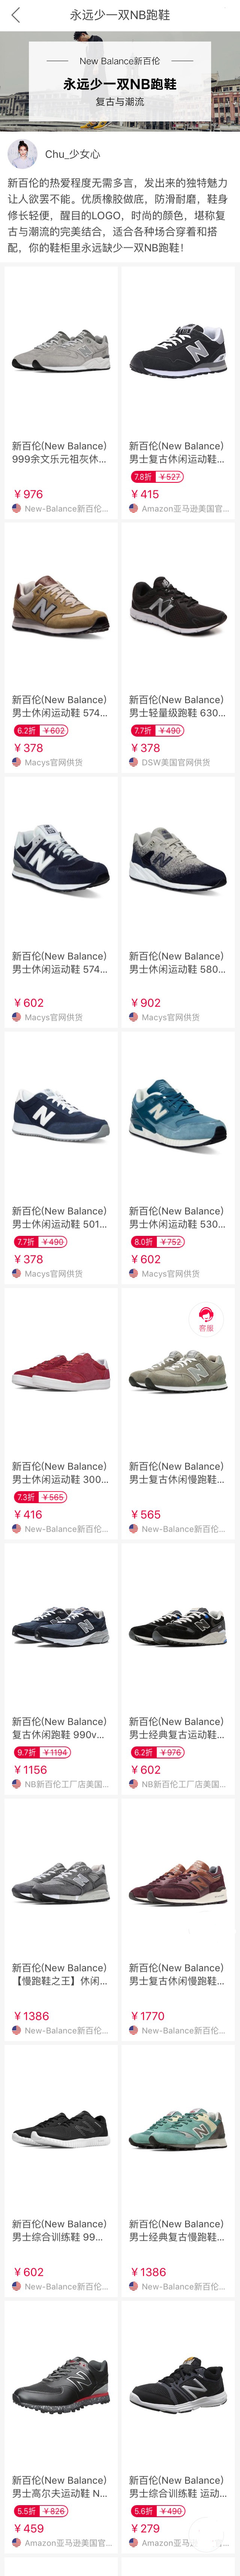 永远少一双NB跑鞋
New Balance新百伦
永远少一双NB跑鞋
复古与潮流
Chu_少女心
新百伦的热爱程度无需多言，发出来的独特魅力
让人欲罢不能。优质橡胶做底，防滑耐磨，鞋身
修长轻便，醒目的LOGO，时尚的颜色，堪称复
古与潮流的完美结合，适合各种场合穿着和搭
配，你的鞋柜里永远缺少一双NB跑鞋！
新百伦(New Balance)
999余文乐元祖灰休...
¥976
New-Balance新百伦...
新百伦(New Balance)
男士复古休闲运动鞋...
7.8折 ¥527
¥415
Amazon亚马逊美国官...
新百伦(New Balance)
男士休闲运动鞋 574...
6.2折 ¥602
¥378
Macys官网供货
新百伦(New Balance)
男士轻量级跑鞋 630...
7.7折 ¥490
¥378
DSW美国官网供货
新百伦(New Balance)
男士休闲运动鞋 574...
¥602
Macys官网供货
新百伦(New Balance)
男士休闲运动鞋 580...
¥902
Macys官网供货
新百伦(New Balance)
男士休闲运动鞋 501...
7.7折 ¥490
¥378
Macys官网供货
新百伦(New Balance)
男士休闲运动鞋 530...
8.0折 ¥752
¥602
Macys官网供货
客服
新百伦(New Balance)
男士休闲运动鞋 300...
7.3折 ¥565
¥416
New-Balance新百伦...
新百伦(New Balance)
男士复古休闲慢跑鞋...
¥565
New-Balance新百伦...
新百伦(New Balance)
复古休闲跑鞋 990v...
9.7折 ¥1194
¥1156
NB新百伦工厂店美国...
新百伦(New Balance)
男士经典复古运动鞋...
6.2折 ¥976
¥602
NB新百伦工厂店美国...
新百伦(New Balance)
【慢跑鞋之王】休闲...
¥1386
New-Balance新百伦...
新百伦(New Balance)
男士复古休闲慢跑鞋...
¥1770
New-Balance新百伦...
新百伦(New Balance)
男士综合训练鞋 99...
¥602
New-Balance新百伦...
新百伦(New Balance)
男士经典复古慢跑鞋...
¥1386
New-Balance新百伦...
新百伦(New Balance)
男士高尔夫运动鞋 N...
5.5折 ¥826
¥459
Amazon亚马逊美国官...
新百伦(New Balance)
男士综合训练鞋 运动...
5.6折 ¥490
¥279
Amazon亚马逊美国官...